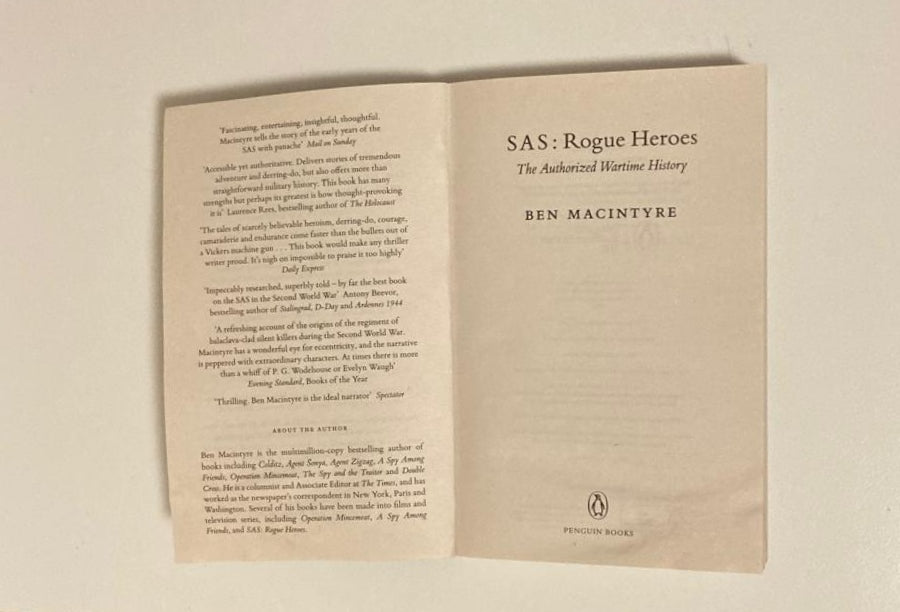 'Fascinating, entertaining, insightful, thoughtful.
Macintyre tells the story of the early years of the
SAS with panache' Mail on Sunday
'Accessible yet authoritative. Delivers stories of tremendous
adventure and derring-do, but also offers more than
straightforward military history. This book has many
strengths but perhaps its greatest is how thought-provoking
it is' Laurence Rees, bestselling author of The Holocaust
'The tales of scarcely believable heroism, derring-do, courage,
camaraderie and endurance come faster than the bullets out of
a Vickers machine gun . . . This book would make any thriller
writer proud. It's nigh on impossible to praise it too highly'
Daily Express
'Impeccably researched, superbly told – by far the best book
on the SAS in the Second World War' Antony Beevor,
bestselling author of Stalingrad, D-Day and Ardennes 1944
'A refreshing account of the origins of the regiment of
balaclava-clad silent killers during the Second World War.
Macintyre has a wonderful eye for eccentricity, and the narrative
is peppered with extraordinary characters. At times there is more
than a whiff of P. G. Wodehouse or Evelyn Waugh'
Evening Standard, Books of the Year
'Thrilling. Ben Macintyre is the ideal narrator' Spectator
ABOUT THE AUTHOR
Ben Macintyre is the multimillion-copy bestselling author of
books including Colditz, Agent Sonya, Agent Zigzag, A Spy Among
Friends, Operation Mincemeat, The Spy and the Traitor and Double
Cross. He is a columnist and Associate Editor at The Times, and has
worked as the newspaper's correspondent in New York, Paris and
Washington. Several of his books have been made into films and
television series, including Operation Mincemeat, A Spy Among
Friends, and SAS: Rogue Heroes.
SAS: Rogue Heroes
The Authorized Wartime History
BEN MACINTYRE
PENGUIN BOOKS